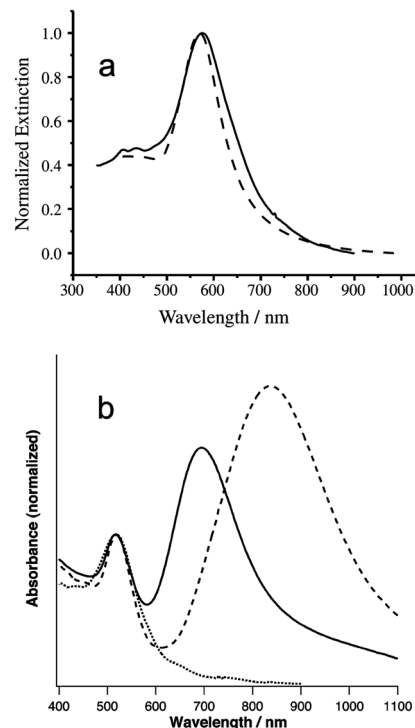 a
Normalized Extinction
1.0
0.8
0.6
0.4
0.2
0.0
300 400 500 600 700 800 900 1000
Wavelength / nm
b
Absorbance (normalized)
400 500 600 700 800 900 1000 1100
Wavelength / nm